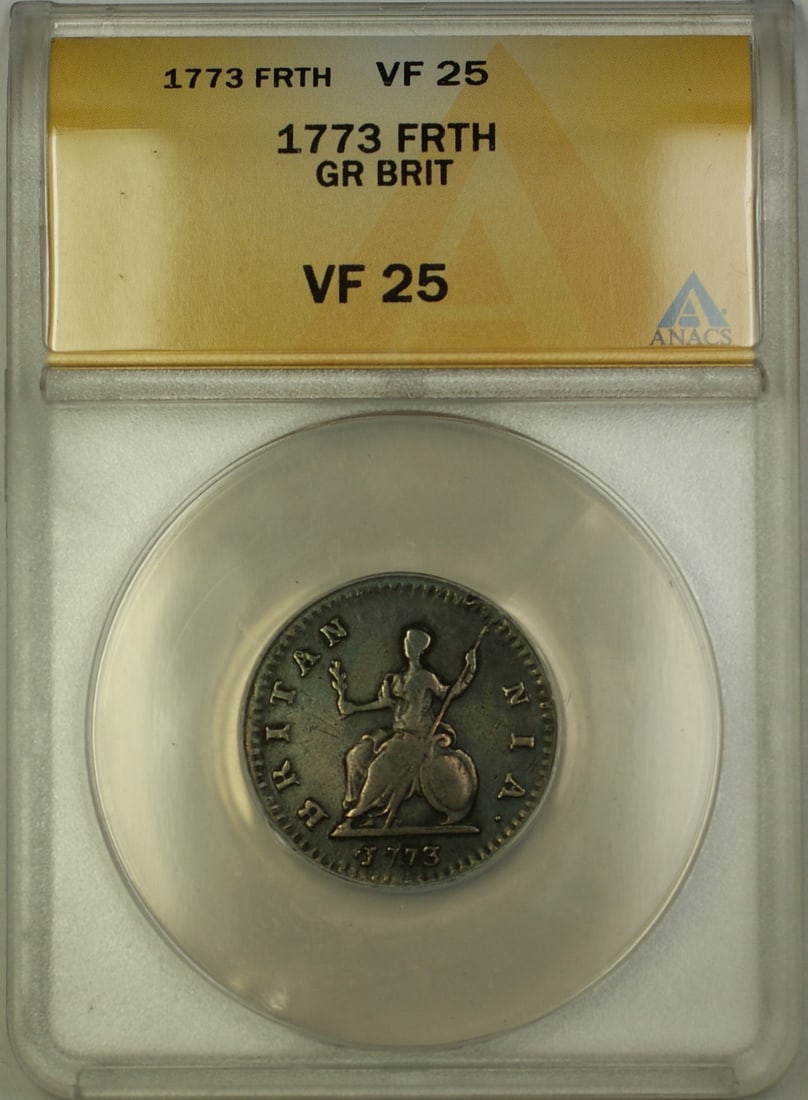 1773 FRTH VF 25
1773 FRTH
GR BRIT
VF 25
ANACS
BRITAN NIA.
1773